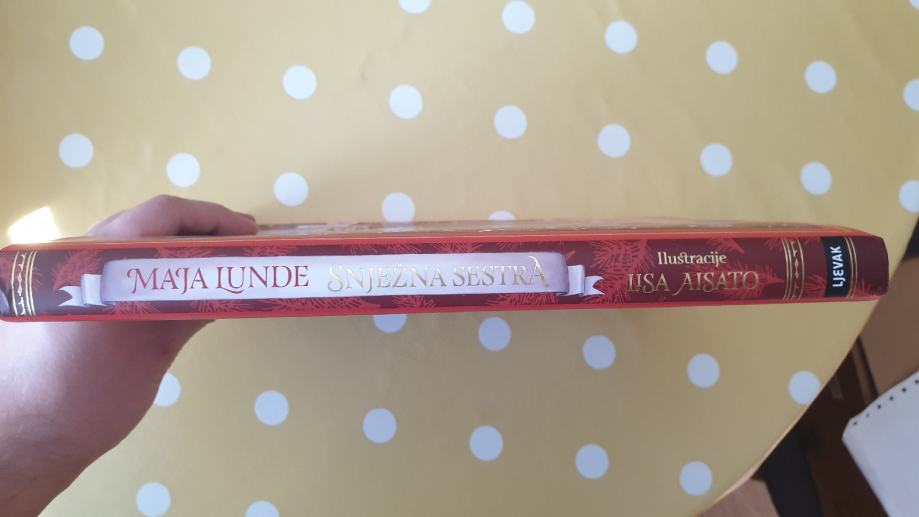 MAJA LUNDE SNJEŽNA SESTRA
Ilustracije
LISA AISATO
LJEVAK